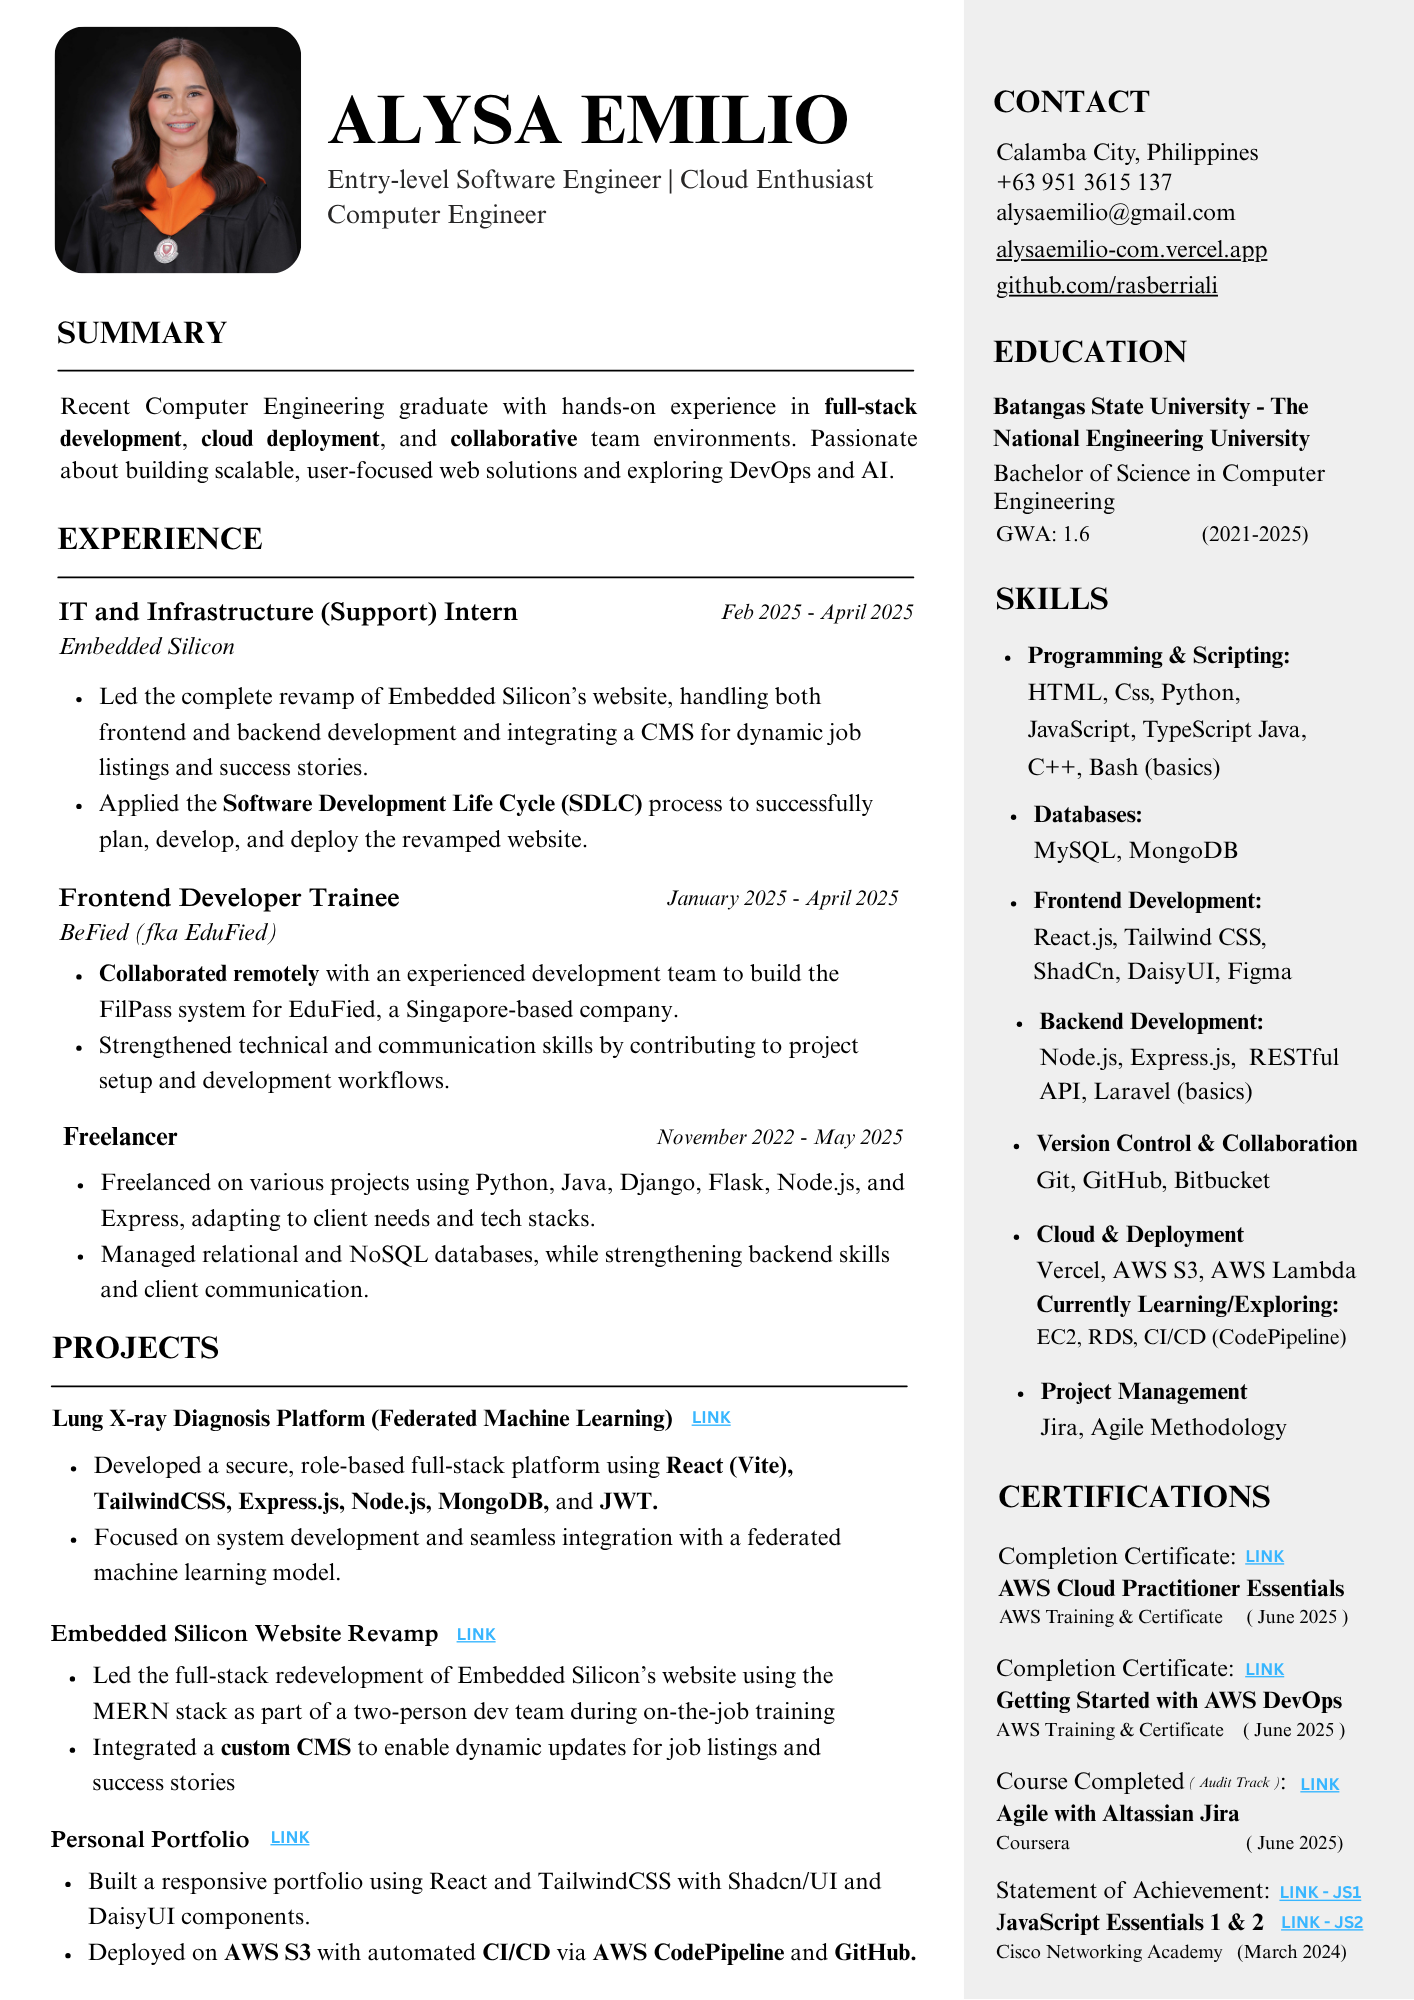 ALYSA EMILIO
Entry-level Software Engineer | Cloud Enthusiast
Computer Engineer
SUMMARY
Recent Computer Engineering graduate with hands-on experience in full-stack
development, cloud deployment, and collaborative team environments. Passionate
about building scalable, user-focused web solutions and exploring DevOps and AI.
EXPERIENCE
IT and Infrastructure (Support) Intern Feb 2025 - April 2025
Embedded Silicon
• Led the complete revamp of Embedded Silicon's website, handling both
frontend and backend development and integrating a CMS for dynamic job
listings and success stories.
• Applied the Software Development Life Cycle (SDLC) process to successfully
plan, develop, and deploy the revamped website.
Frontend Developer Trainee January 2025 - April 2025
BeFied (fka EduFied)
• Collaborated remotely with an experienced development team to build the
FilPass system for EduFied, a Singapore-based company.
• Strengthened technical and communication skills by contributing to project
setup and development workflows.
Freelancer November 2022 - May 2025
• Freelanced on various projects using Python, Java, Django, Flask, Node.js, and
Express, adapting to client needs and tech stacks.
• Managed relational and NoSQL databases, while strengthening backend skills
and client communication.
PROJECTS
Lung X-ray Diagnosis Platform (Federated Machine Learning) LINK
• Developed a secure, role-based full-stack platform using React (Vite),
TailwindCSS, Express.js, Node.js, MongoDB, and JWT.
• Focused on system development and seamless integration with a federated
machine learning model.
Embedded Silicon Website Revamp LINK
• Led the full-stack redevelopment of Embedded Silicon's website using the
MERN stack as part of a two-person dev team during on-the-job training
• Integrated a custom CMS to enable dynamic updates for job listings and
success stories
Personal Portfolio LINK
• Built a responsive portfolio using React and TailwindCSS with Shadcn/UI and
DaisyUI components.
• Deployed on AWS S3 with automated CI/CD via AWS CodePipeline and GitHub.
CONTACT
Calamba City, Philippines
+63 951 3615 137
alysaemilio@gmail.com
alysaemilio-com.vercel.app
github.com/rasberriali
EDUCATION
Batangas State University - The
National Engineering University
Bachelor of Science in Computer
Engineering
GWA: 1.6 (2021-2025)
SKILLS
• Programming & Scripting:
HTML, Css, Python,
JavaScript, TypeScript Java,
C++, Bash (basics)
• Databases:
MySQL, MongoDB
• Frontend Development:
React.js, Tailwind CSS,
ShadCn, DaisyUI, Figma
• Backend Development:
Node.js, Express.js, RESTful
API, Laravel (basics)
• Version Control & Collaboration
Git, GitHub, Bitbucket
• Cloud & Deployment
Vercel, AWS S3, AWS Lambda
Currently Learning/Exploring:
EC2, RDS, CI/CD (CodePipeline)
• Project Management
Jira, Agile Methodology
CERTIFICATIONS
Completion Certificate: LINK
AWS Cloud Practitioner Essentials
AWS Training & Certificate ( June 2025 )
Completion Certificate: LINK
Getting Started with AWS DevOps
AWS Training & Certificate ( June 2025 )
Course Completed ( Audit Track ): LINK
Agile with Altassian Jira
Coursera ( June 2025)
Statement of Achievement: LINK - JS1
JavaScript Essentials 1 & 2 LINK - JS2
Cisco Networking Academy (March 2024)